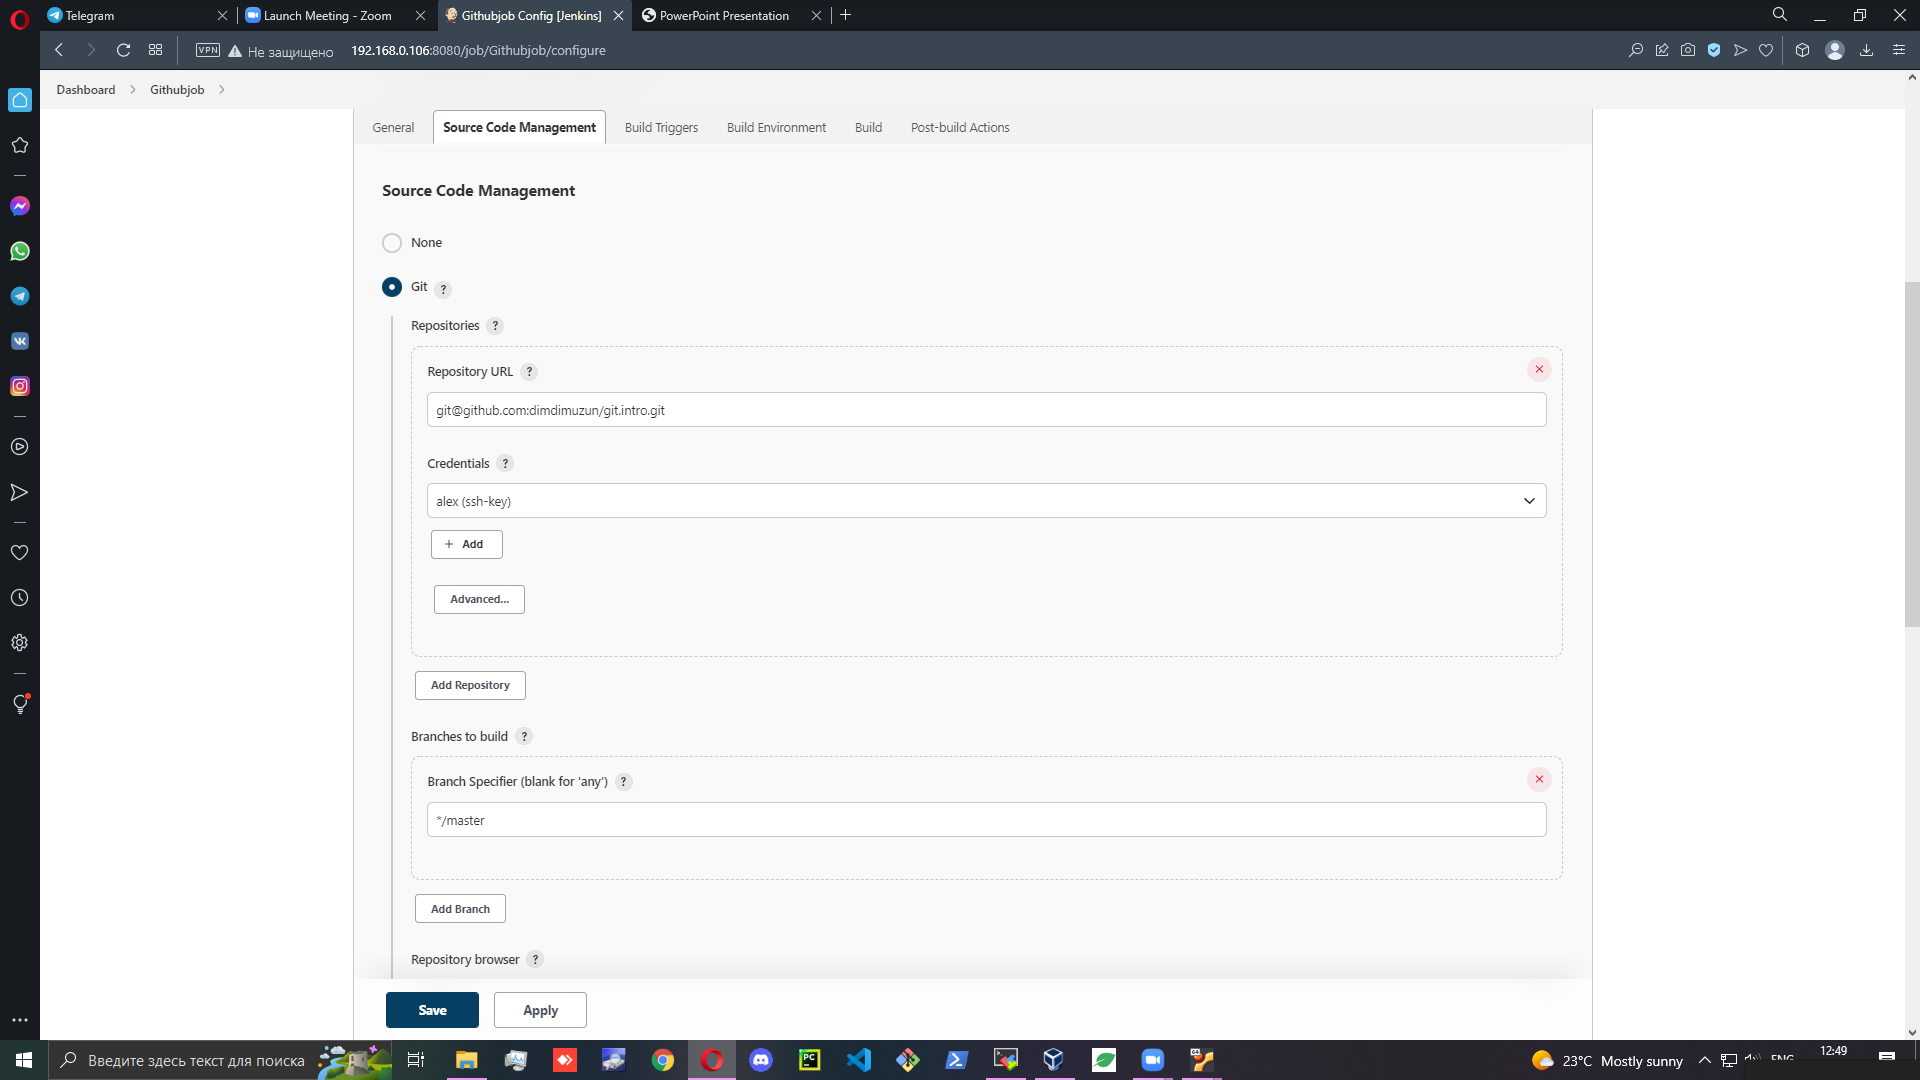 Telegram
Launch Meeting - Zoom
Githubjob Config [Jenkins]
PowerPoint Presentation
VPN
Не защищено
192.168.0.106:8080/job/Githubjob/configure
Dashboard
Githubjob
General
Source Code Management
Build Triggers
Build Environment
Build
Post-build Actions
Source Code Management
None
Git ?
Repositories ?
Repository URL ?
git@github.com:dimdimuzun/git.intro.git
Credentials ?
alex (ssh-key)
+ Add
Advanced...
Add Repository
Branches to build ?
Branch Specifier (blank for 'any') ?
*/master
Add Branch
Repository browser ?
Save
Apply
Введите здесь текст для поиска
PC
23°C Mostly sunny
ENG
12:49